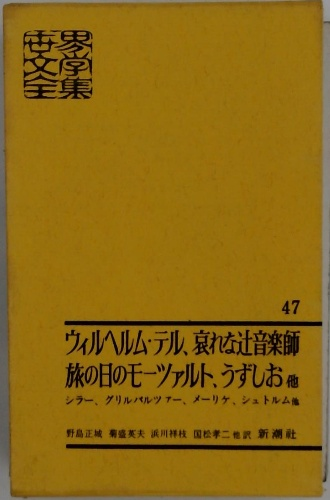 世界文学全集
47
ウィルヘルム・テル、哀れな辻音楽師
旅の日のモーツァルト、うずしお 他
シラー、グリルパルツァー、メーリケ、シュトルム 他
野島正城 菊盛英夫 浜川祥枝 国松孝二 他訳 新潮社